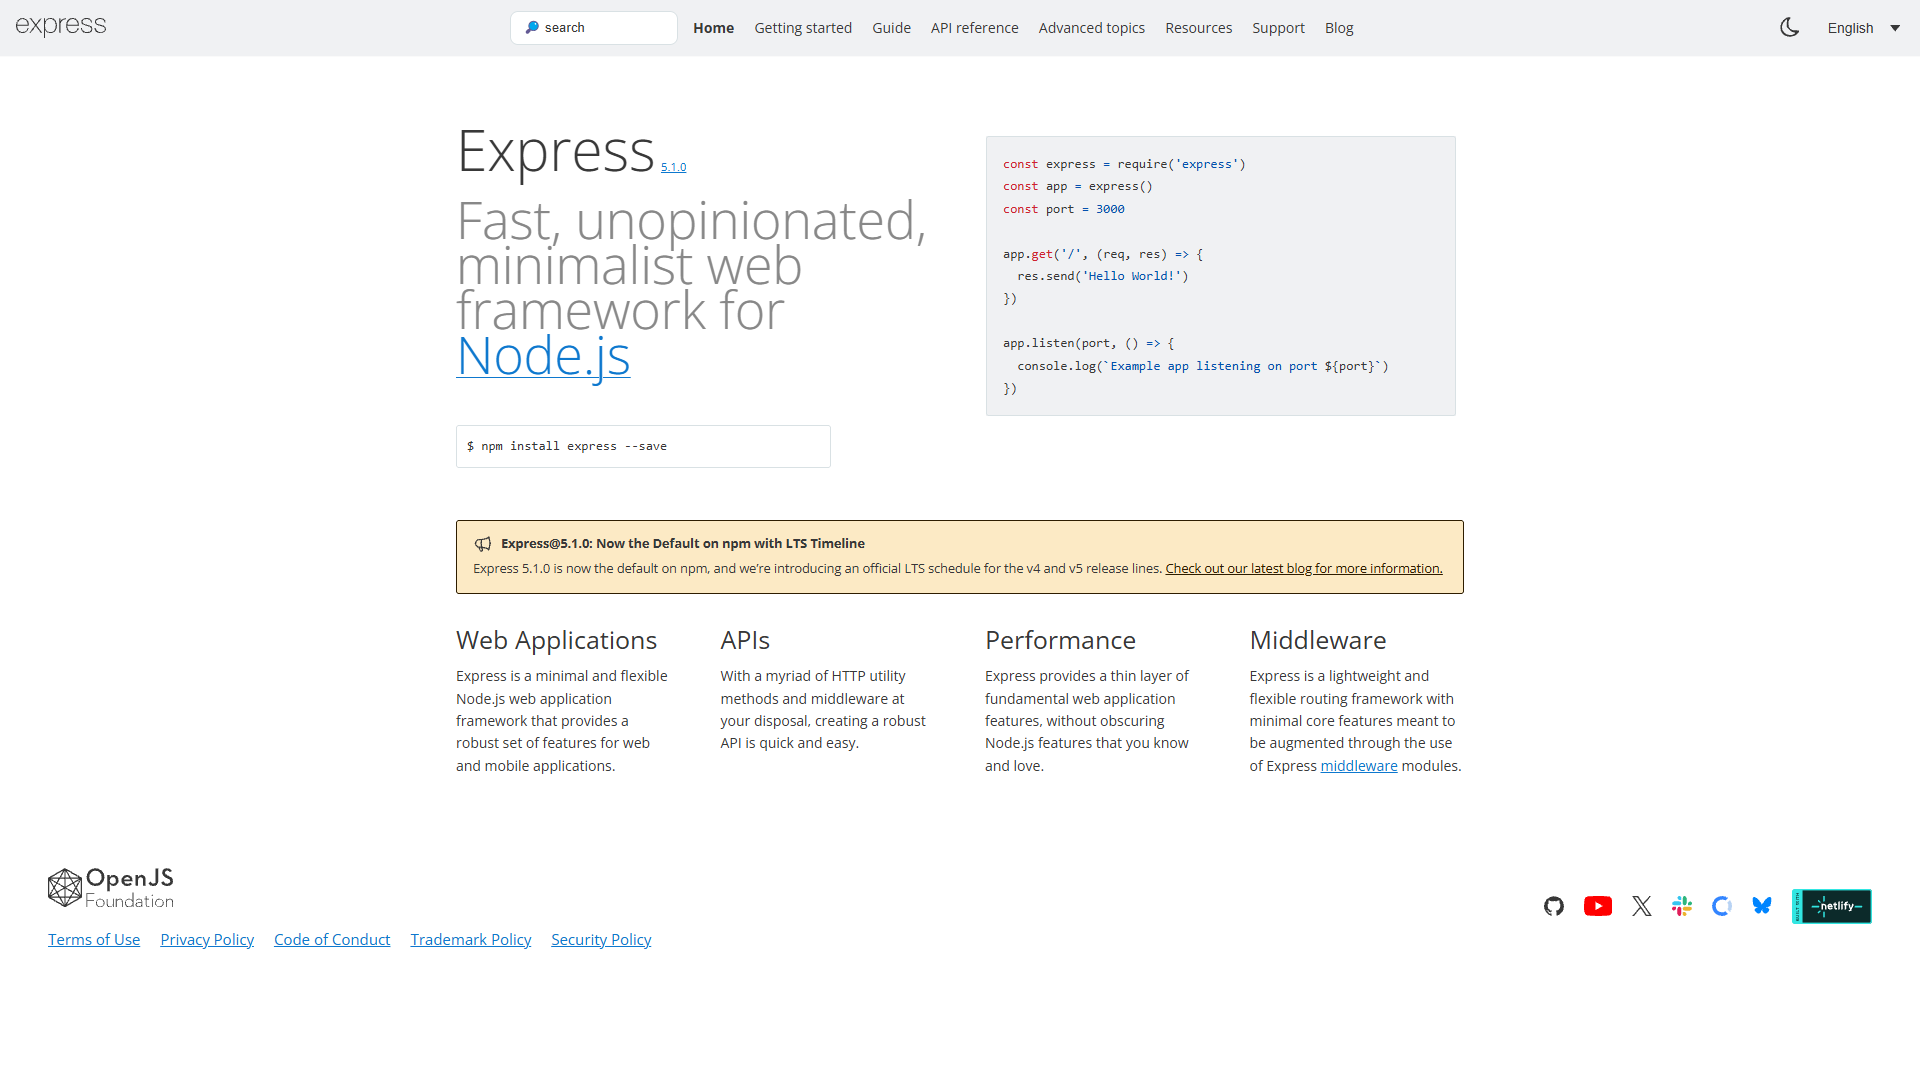 express
search
Home
Getting started
Guide
API reference
Advanced topics
Resources
Support
Blog
English
Express 5.1.0
Fast, unopinionated,
minimalist web
framework for
Node.js
$ npm install express --save
const express = require('express')
const app = express()
const port = 3000
app.get('/', (req, res) => {
  res.send('Hello World!')
})
app.listen(port, () => {
  console.log(`Example app listening on port ${port}`)
})
Express@5.1.0: Now the Default on npm with LTS Timeline
Express 5.1.0 is now the default on npm, and we’re introducing an official LTS schedule for the v4 and v5 release lines. Check out our latest blog for more information.
Web Applications
Express is a minimal and flexible
Node.js web application
framework that provides a
robust set of features for web
and mobile applications.
APIs
With a myriad of HTTP utility
methods and middleware at
your disposal, creating a robust
API is quick and easy.
Performance
Express provides a thin layer of
fundamental web application
features, without obscuring
Node.js features that you know
and love.
Middleware
Express is a lightweight and
flexible routing framework with
minimal core features meant to
be augmented through the use
of Express middleware modules.
OpenJS
Foundation
Terms of Use
Privacy Policy
Code of Conduct
Trademark Policy
Security Policy
BUILT WITH
netlify